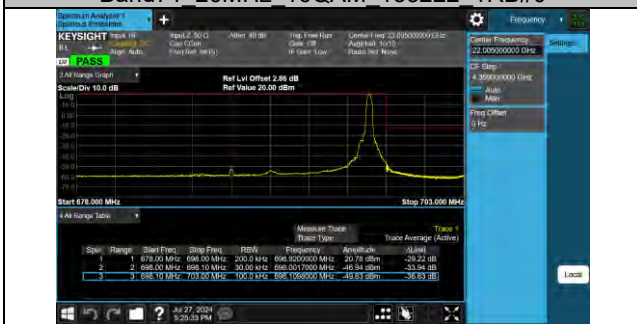 Spectrum Analyzer 1
Spurious Emissions
Frequency
KEYSIGHT Input: RF
Input Z: 50 Ω
Atten: 40 dB
Trig: Free Run
Center Freq: 22.005000000 GHz
RL
Align: Auto
Corr CCorr
Freq Ref: Int (S)
Gate: Off
IF Gain: Low
Avg|Hold: 10/10
Radio Std: None
PASS
Center Frequency
22.005000000 GHz
Settings
3 All Range Graph
Ref Lvl Offset 2.86 dB
Scale/Div 10.0 dB
Ref Value 20.00 dBm
CF Step
4.399000000 GHz
Auto
Man
Freq Offset
0 Hz
Log
Start 678.000 MHz
Stop 703.000 MHz
4 All Range Table
Measure Trace
Trace 1
Trace Type
Trace Average (Active)
Spur Range Start Freq Stop Freq RBW Frequency Amplitude ΔLimit
1 1 678.00 MHz 698.00 MHz 200.0 kHz 696.9200000 MHz 20.78 dBm -29.22 dB
2 2 698.00 MHz 698.10 MHz 30.00 kHz 698.0017000 MHz -46.94 dBm -33.94 dB
3 3 698.10 MHz 703.00 MHz 100.0 kHz 698.1098000 MHz -49.63 dBm -36.63 dB
Local
Jul 27, 2024
5:25:33 PM